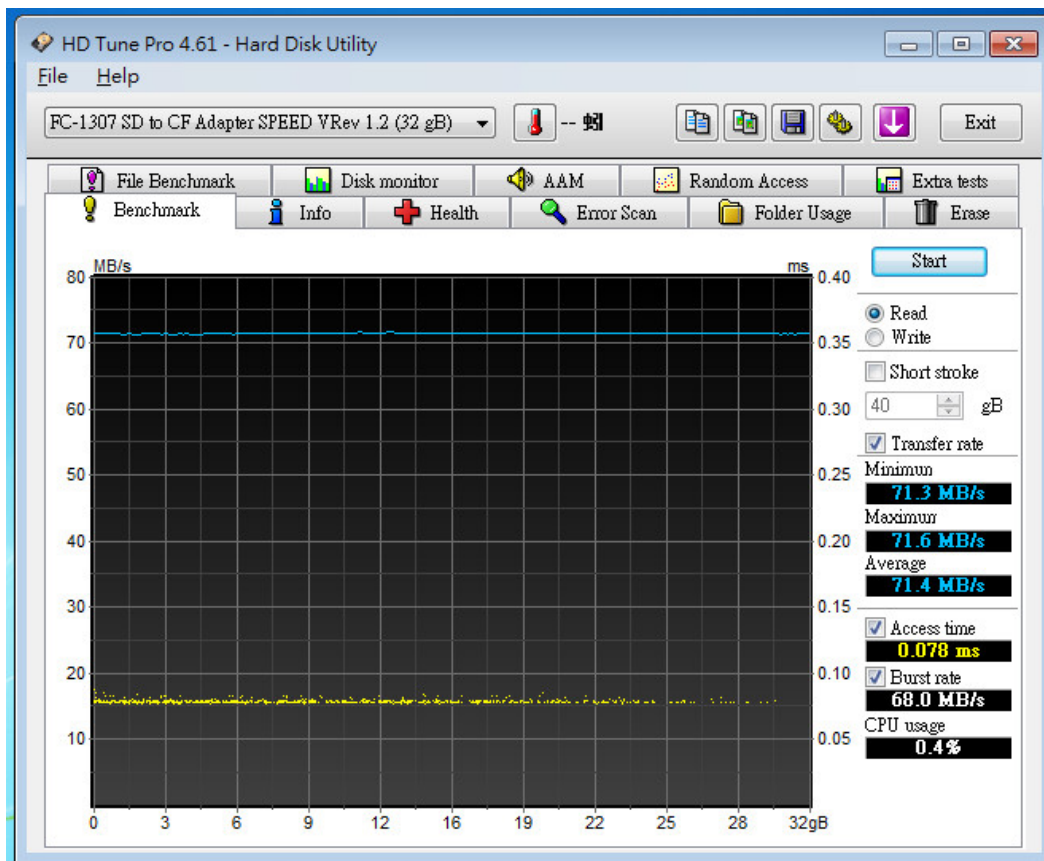 HD Tune Pro 4.61 - Hard Disk Utility
File Help
FC-1307 SD to CF Adapter SPEED VRev 1.2 (32 gB) -- 蚓 Exit
File Benchmark Disk monitor AAM Random Access Extra tests
Benchmark Info Health Error Scan Folder Usage Erase
MB/s ms Start
80 0.40
Read
70 0.35 Write
Short stroke
60 0.30 40 gB
Transfer rate
50 0.25 Minimun
71.3 MB/s
Maximum
40 0.20 71.6 MB/s
Average
71.4 MB/s
30 0.15
Access time
0.078 ms
20 0.10 Burst rate
68.0 MB/s
CPU usage
10 0.05 0.4%
0 3 6 9 12 16 19 22 25 28 32gB